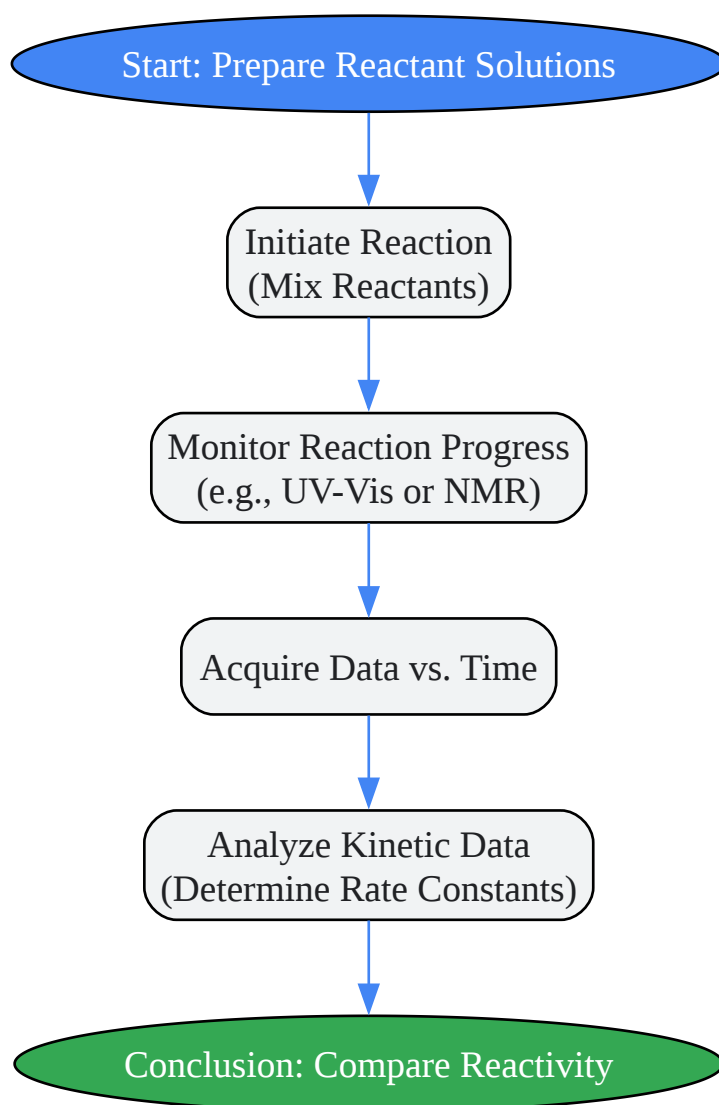 Start: Prepare Reactant Solutions
Initiate Reaction
(Mix Reactants)
Monitor Reaction Progress
(e.g., UV-Vis or NMR)
Acquire Data vs. Time
Analyze Kinetic Data
(Determine Rate Constants)
Conclusion: Compare Reactivity